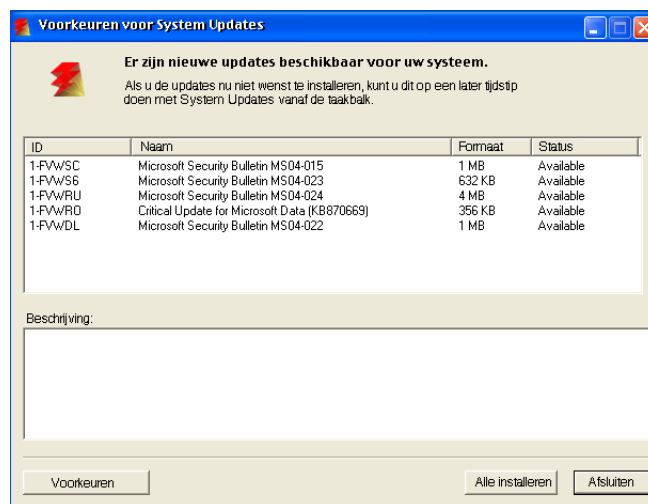 Voorkeuren voor System Updates
Er zijn nieuwe updates beschikbaar voor uw systeem.
Als u de updates nu niet wenst te installeren, kunt u dit op een later tijdstip
doen met System Updates vanaf de taakbalk.
ID Naam Formaat Status
1-FVWSC Microsoft Security Bulletin MS04-015 1 MB Available
1-FVWS6 Microsoft Security Bulletin MS04-023 632 KB Available
1-FVWRU Microsoft Security Bulletin MS04-024 4 MB Available
1-FVWRO Critical Update for Microsoft Data (KB870669) 356 KB Available
1-FVWDL Microsoft Security Bulletin MS04-022 1 MB Available
Beschrijving:
Voorkeuren Alle installeren Afsluiten